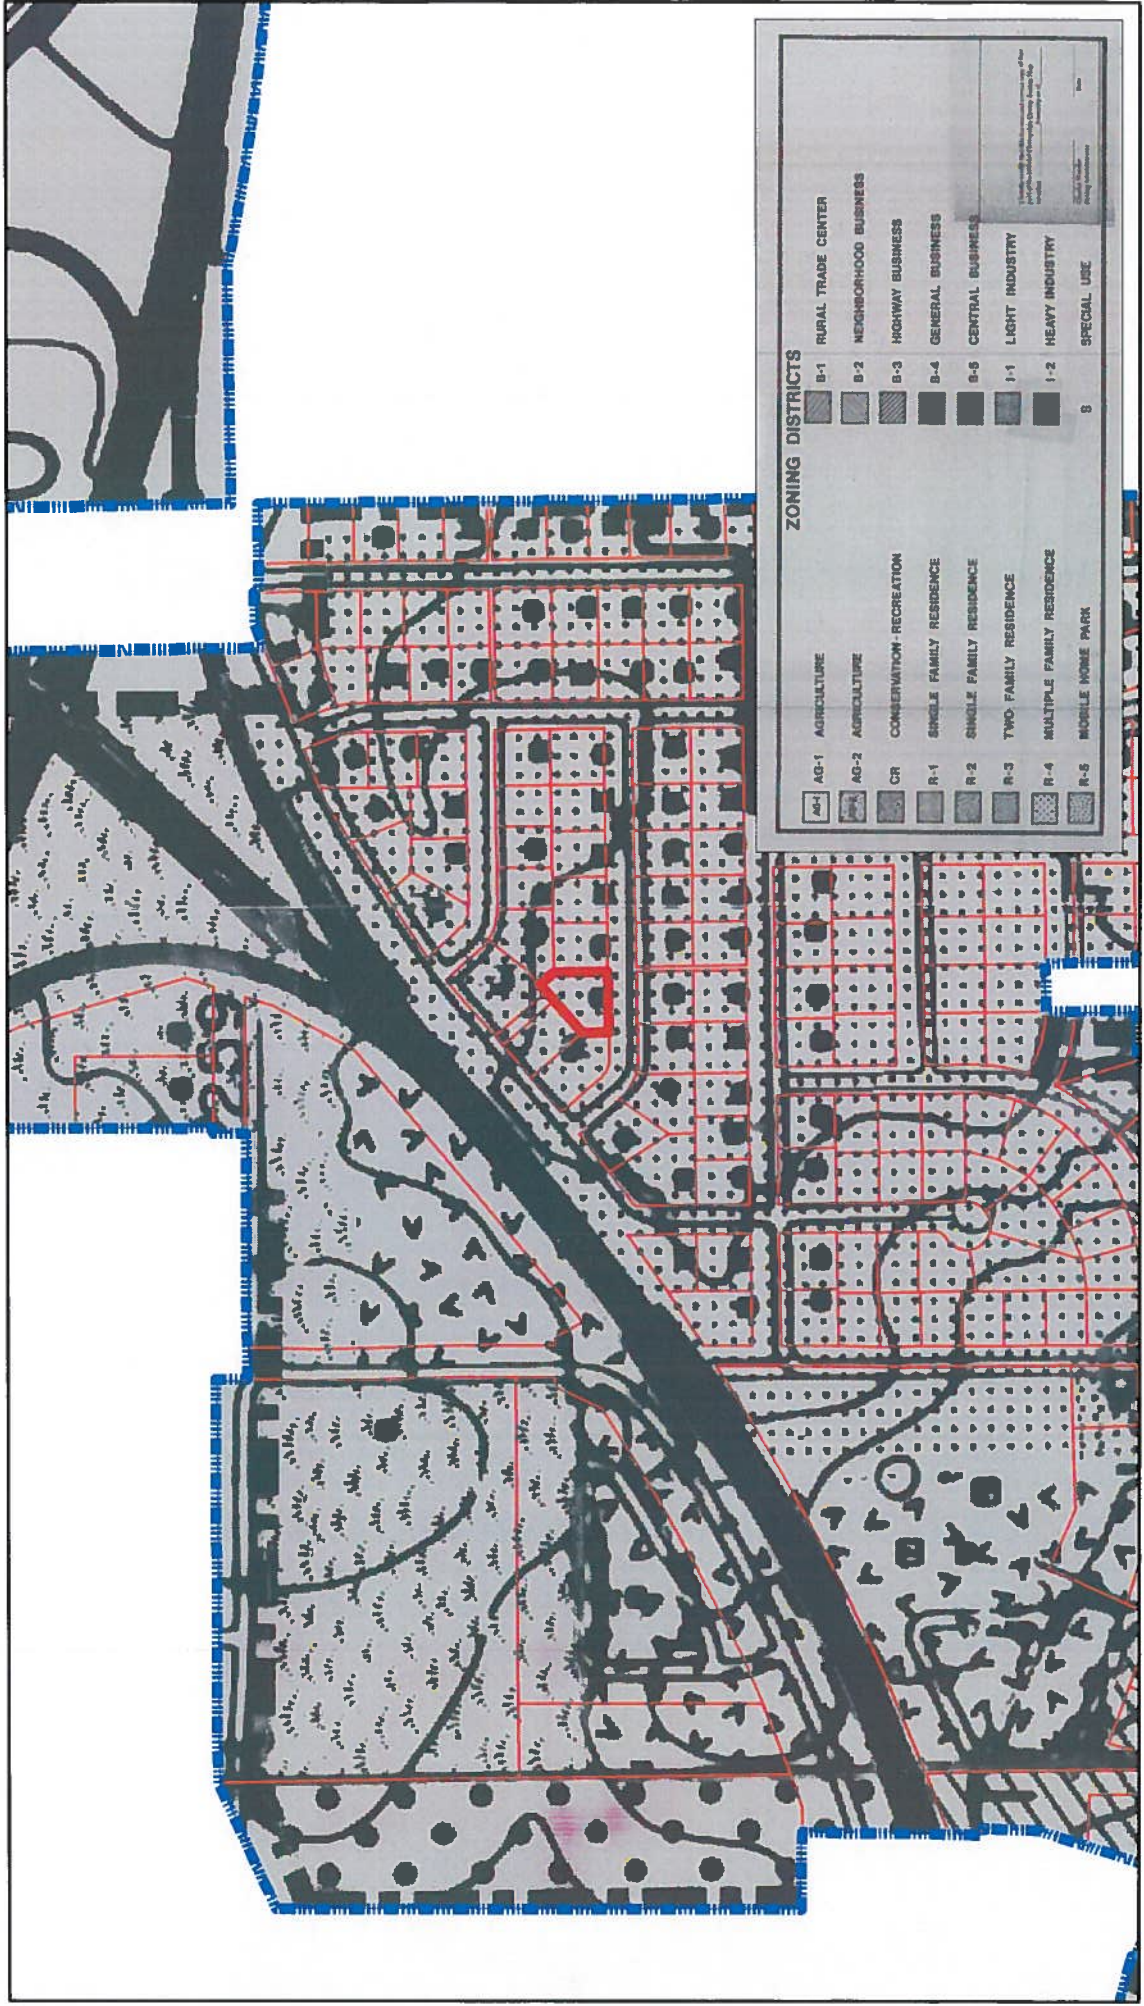 ZONING DISTRICTS
AG-1 AGRICULTURE
AG-2 AGRICULTURE
CR CONSERVATION-RECREATION
R-1 SINGLE FAMILY RESIDENCE
R-2 SINGLE FAMILY RESIDENCE
R-3 TWO FAMILY RESIDENCE
R-4 MULTIPLE FAMILY RESIDENCE
R-5 MOBILE HOME PARK
B-1 RURAL TRADE CENTER
B-2 NEIGHBORHOOD BUSINESS
B-3 HIGHWAY BUSINESS
B-4 GENERAL BUSINESS
B-5 CENTRAL BUSINESS
I-1 LIGHT INDUSTRY
I-2 HEAVY INDUSTRY
S SPECIAL USE
Date